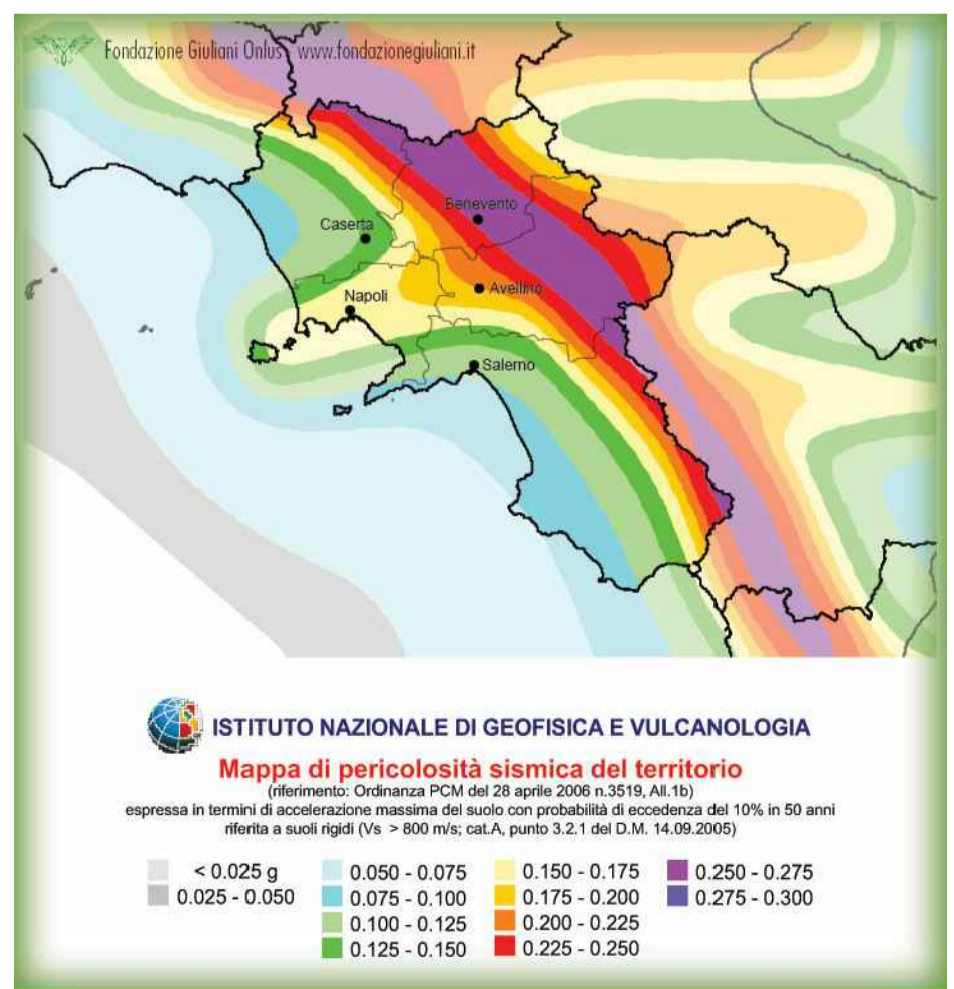 Fondazione Giuliani Onlus www.fondazionegiuliani.it
Benevento
Caserta
Avellino
Napoli
Salerno
ISTITUTO NAZIONALE DI GEOFISICA E VULCANOLOGIA
Mappa di pericolosità sismica del territorio
(riferimento: Ordinanza PCM del 28 aprile 2006 n.3519, All.1b)
espressa in termini di accelerazione massima del suolo con probabilità di eccedenza del 10% in 50 anni
riferita a suoli rigidi (Vs > 800 m/s; cat.A, punto 3.2.1 del D.M. 14.09.2005)
< 0.025 g
0.025 - 0.050
0.050 - 0.075
0.075 - 0.100
0.100 - 0.125
0.125 - 0.150
0.150 - 0.175
0.175 - 0.200
0.200 - 0.225
0.225 - 0.250
0.250 - 0.275
0.275 - 0.300